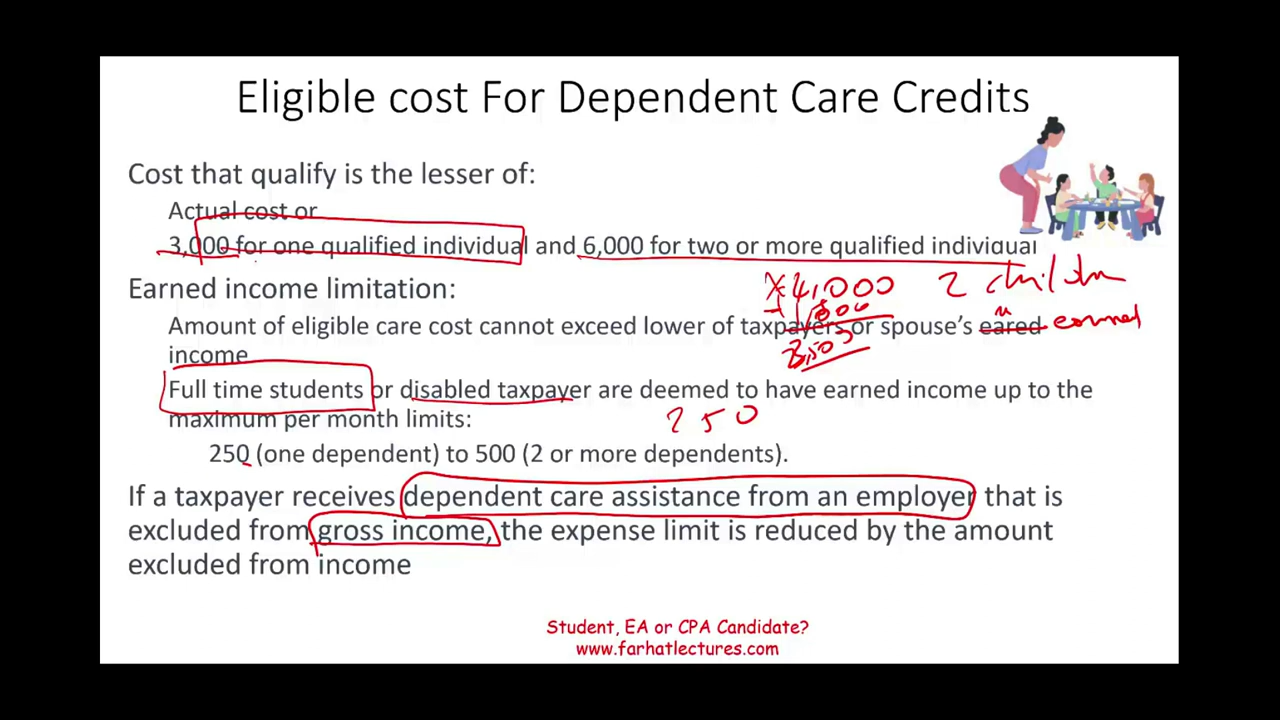 Eligible cost For Dependent Care Credits
Cost that qualify is the lesser of:
Actual cost or
3,000 for one qualified individual and 6,000 for two or more qualified individual
Earned income limitation:
4,000 2 children
Amount of eligible care cost cannot exceed lower of taxpayers or spouse's eared earned
income
Full time students or disabled taxpayer are deemed to have earned income up to the
maximum per month limits:
250
250 (one dependent) to 500 (2 or more dependents).
If a taxpayer receives dependent care assistance from an employer that is
excluded from gross income, the expense limit is reduced by the amount
excluded from income
Student, EA or CPA Candidate?
www.farhatlectures.com